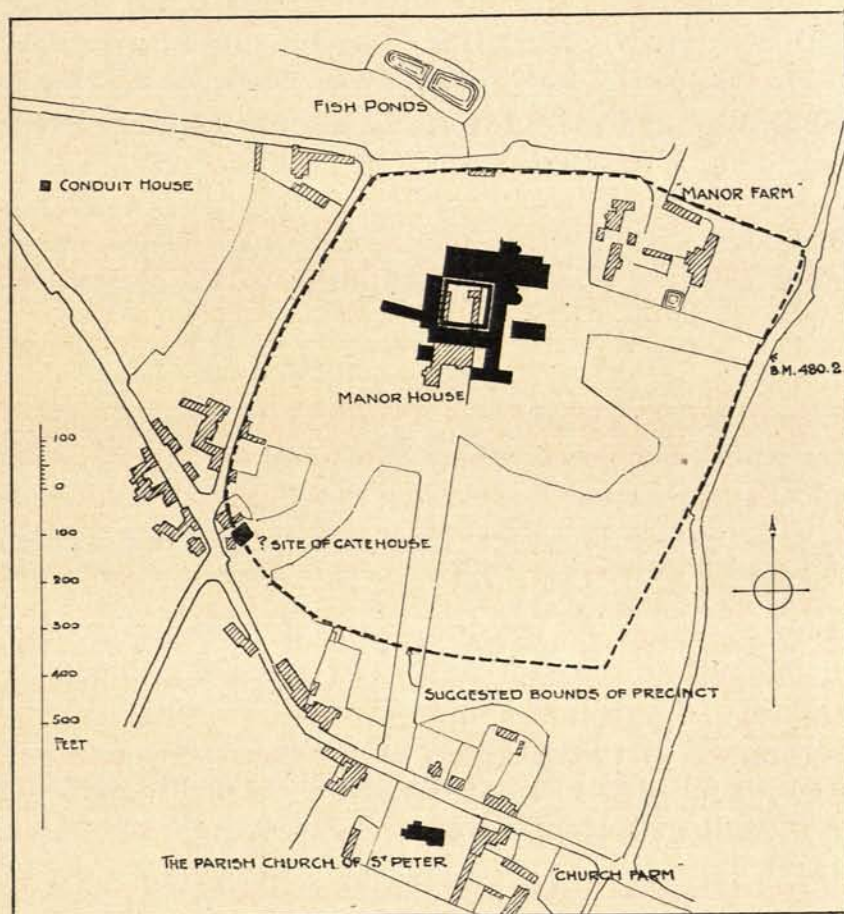 FISH PONDS
CONDUIT HOUSE
"MANOR FARM"
B.M. 480.2
MANOR HOUSE
100
0
100
200
300
400
500
FEET
? SITE OF GATEHOUSE
SUGGESTED BOUNDS OF PRECINCT
THE PARISH CHURCH OF ST PETER
"CHURCH FARM"